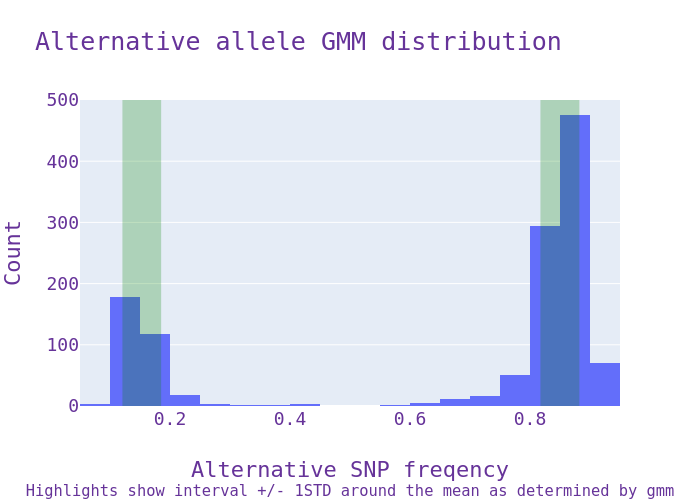 Alternative allele GMM distribution
500
400
300
200
100
0
Count
0.2
0.4
0.6
0.8
Alternative SNP freqency
Highlights show interval +/- 1STD around the mean as determined by gmm